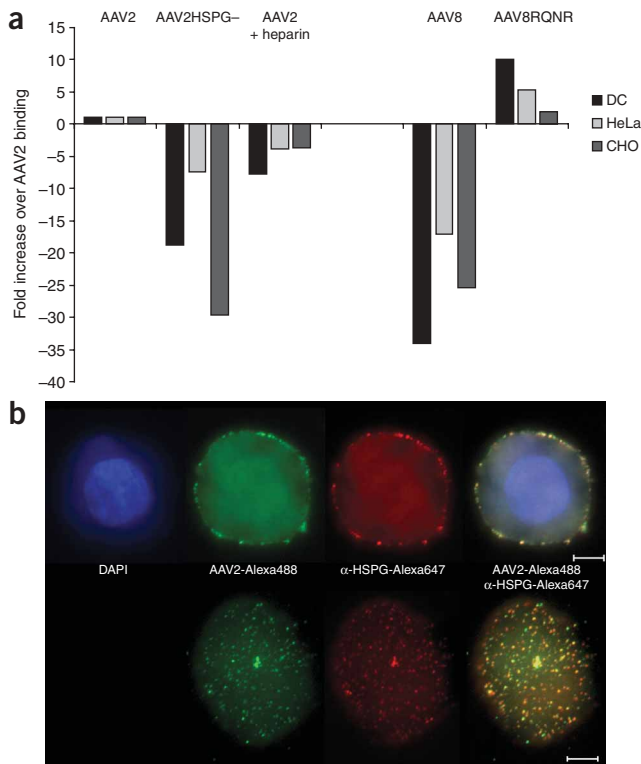 a
AAV2 AAV2HSPG– AAV2 + heparin AAV8 AAV8RQNR
Fold increase over AAV2 binding
15
10
5
0
–5
–10
–15
–20
–25
–30
–35
–40
DC
HeLa
CHO
b
DAPI AAV2-Alexa488 α-HSPG-Alexa647 AAV2-Alexa488 α-HSPG-Alexa647